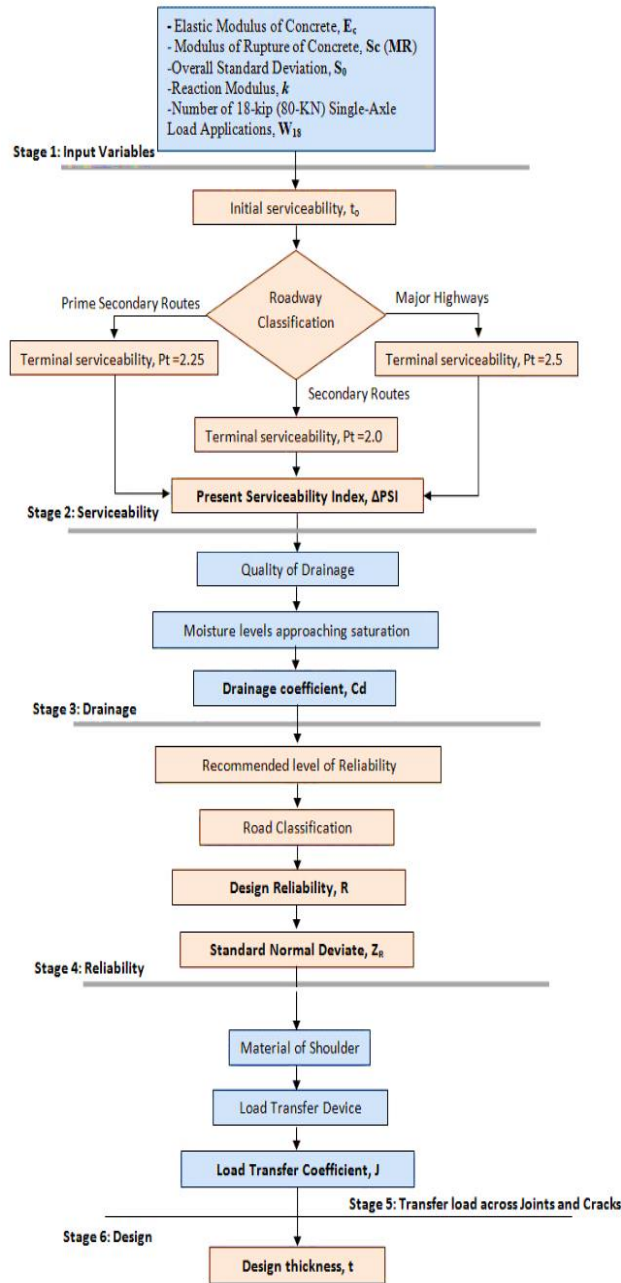 - Elastic Modulus of Concrete, Ec
- Modulus of Rupture of Concrete, Sc (MR)
-Overall Standard Deviation, S0
-Reaction Modulus, k
-Number of 18-kip (80-KN) Single-Axle
Load Applications, W18
Stage 1: Input Variables
Initial serviceability, t0
Roadway
Classification
Prime Secondary Routes
Major Highways
Terminal serviceability, Pt =2.25
Terminal serviceability, Pt =2.5
Secondary Routes
Terminal serviceability, Pt =2.0
Present Serviceability Index, ΔPSI
Stage 2: Serviceability
Quality of Drainage
Moisture levels approaching saturation
Drainage coefficient, Cd
Stage 3: Drainage
Recommended level of Reliability
Road Classification
Design Reliability, R
Standard Normal Deviate, ZR
Stage 4: Reliability
Material of Shoulder
Load Transfer Device
Load Transfer Coefficient, J
Stage 5: Transfer load across Joints and Cracks
Stage 6: Design
Design thickness, t